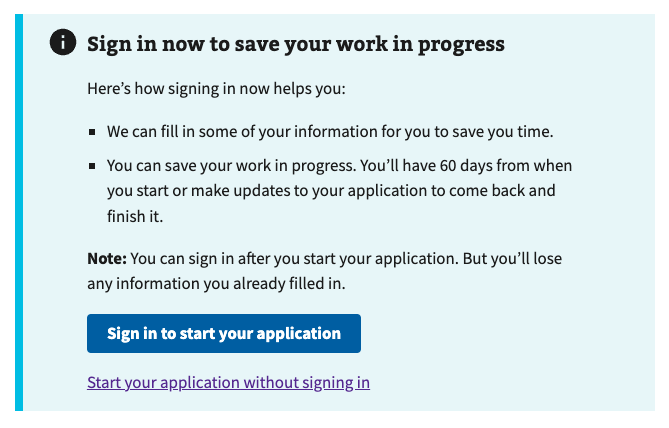 Sign in now to save your work in progress
Here’s how signing in now helps you:
▪ We can fill in some of your information for you to save you time.
▪ You can save your work in progress. You’ll have 60 days from when
you start or make updates to your application to come back and
finish it.
Note: You can sign in after you start your application. But you’ll lose
any information you already filled in.
Sign in to start your application
Start your application without signing in